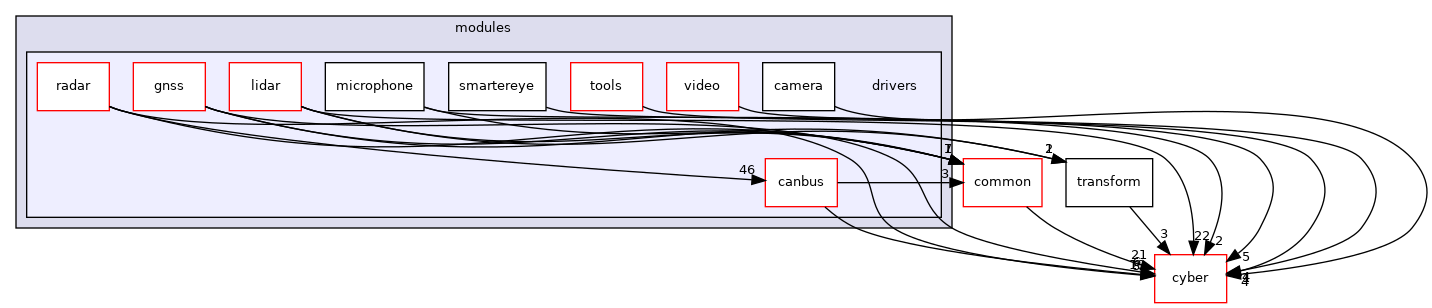 modules
radar
gnss
lidar
microphone
smartereye
tools
video
camera
drivers
46
canbus
3
common
transform
3
22
2
21
5
4
cyber